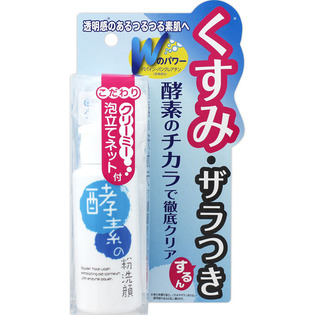 透明感のあるつるつる素肌へ
Wのパワー
くすみ・ザラつき
酵素のチカラで徹底クリア
するん
こだわり
クリーミー
泡立てネット
付
酵素の
粉洗顔